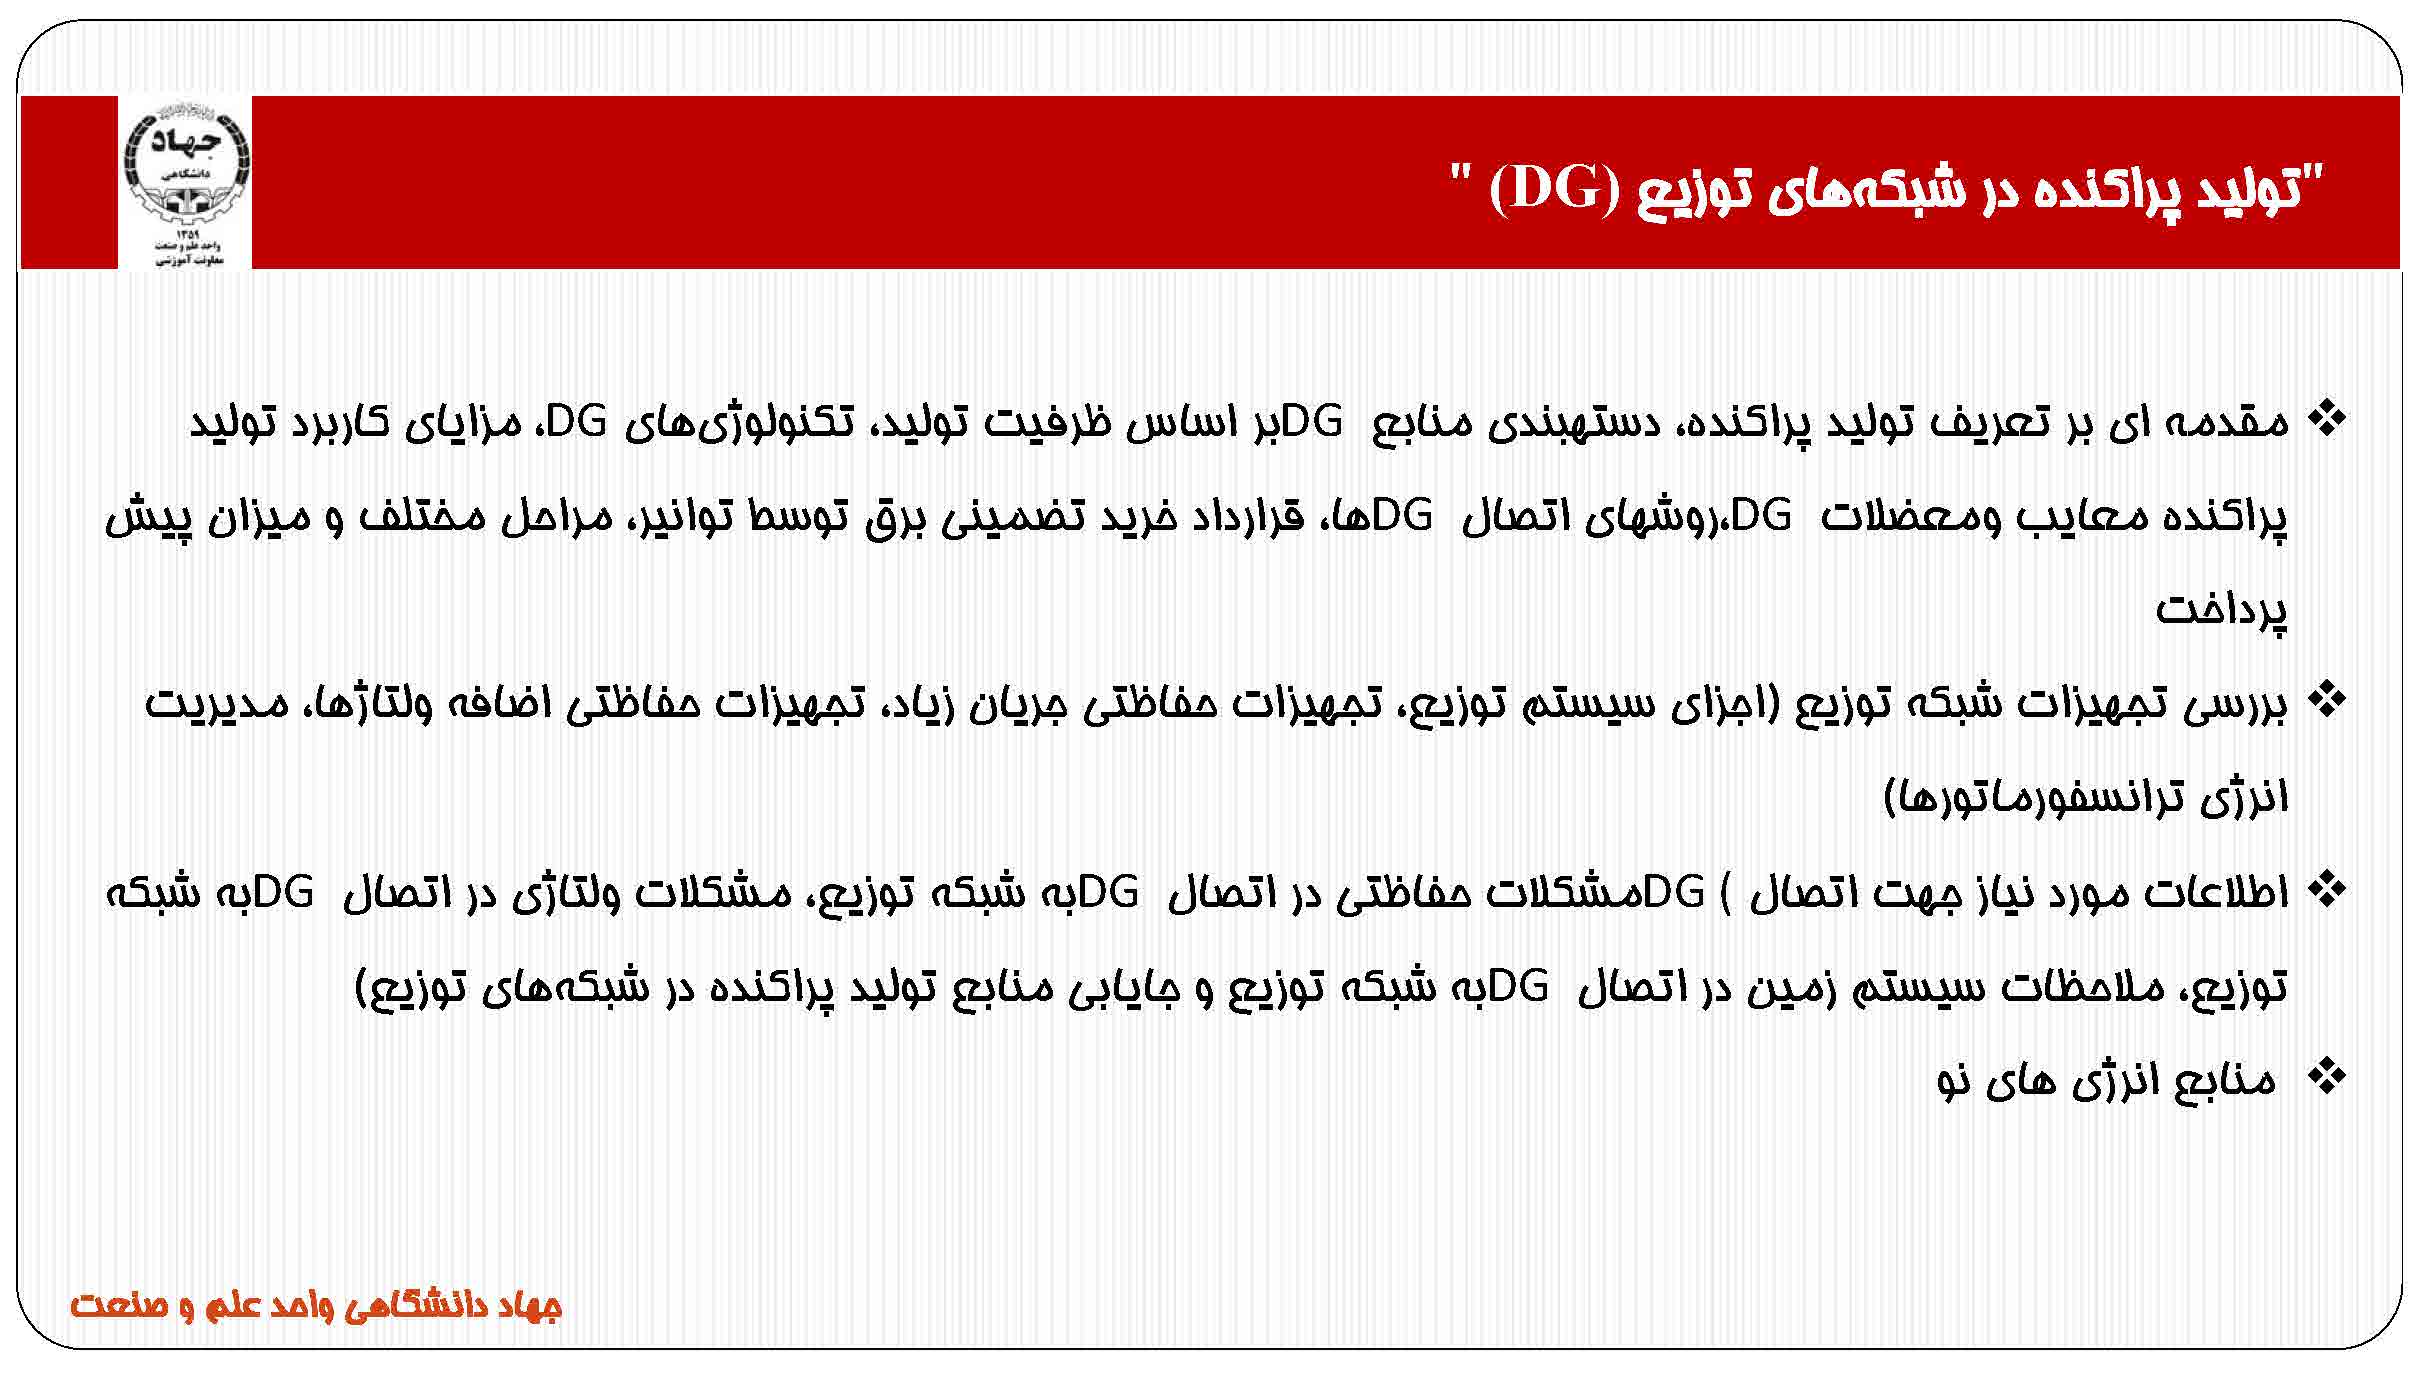 "تولید پراکنده در شبکه‌های توزیع (DG) "
جهاد
دانشگاهی
۱۳۵۹
واحد علم و صنعت
معاونت آموزشی
❖ مقدمه ای بر تعریف تولید پراکنده، دستهبندی منابع DGبر اساس ظرفیت تولید، تکنولوژی‌های DG، مزایای کاربرد تولید
پراکنده معایب ومعضلات DG،روشهای اتصال DGها، قرارداد خرید تضمینی برق توسط توانیر، مراحل مختلف و میزان پیش
پرداخت
❖ بررسی تجهیزات شبکه توزیع (اجزای سیستم توزیع، تجهیزات حفاظتی جریان زیاد، تجهیزات حفاظتی اضافه ولتاژها، مدیریت
انرژی ترانسفورماتورها)
❖ اطلاعات مورد نیاز جهت اتصال ) DGمشکلات حفاظتی در اتصال DGبه شبکه توزیع، مشکلات ولتاژی در اتصال DGبه شبکه
توزیع، ملاحظات سیستم زمین در اتصال DGبه شبکه توزیع و جایابی منابع تولید پراکنده در شبکه‌های توزیع)
❖ منابع انرژی های نو
جهاد دانشگاهی واحد علم و صنعت